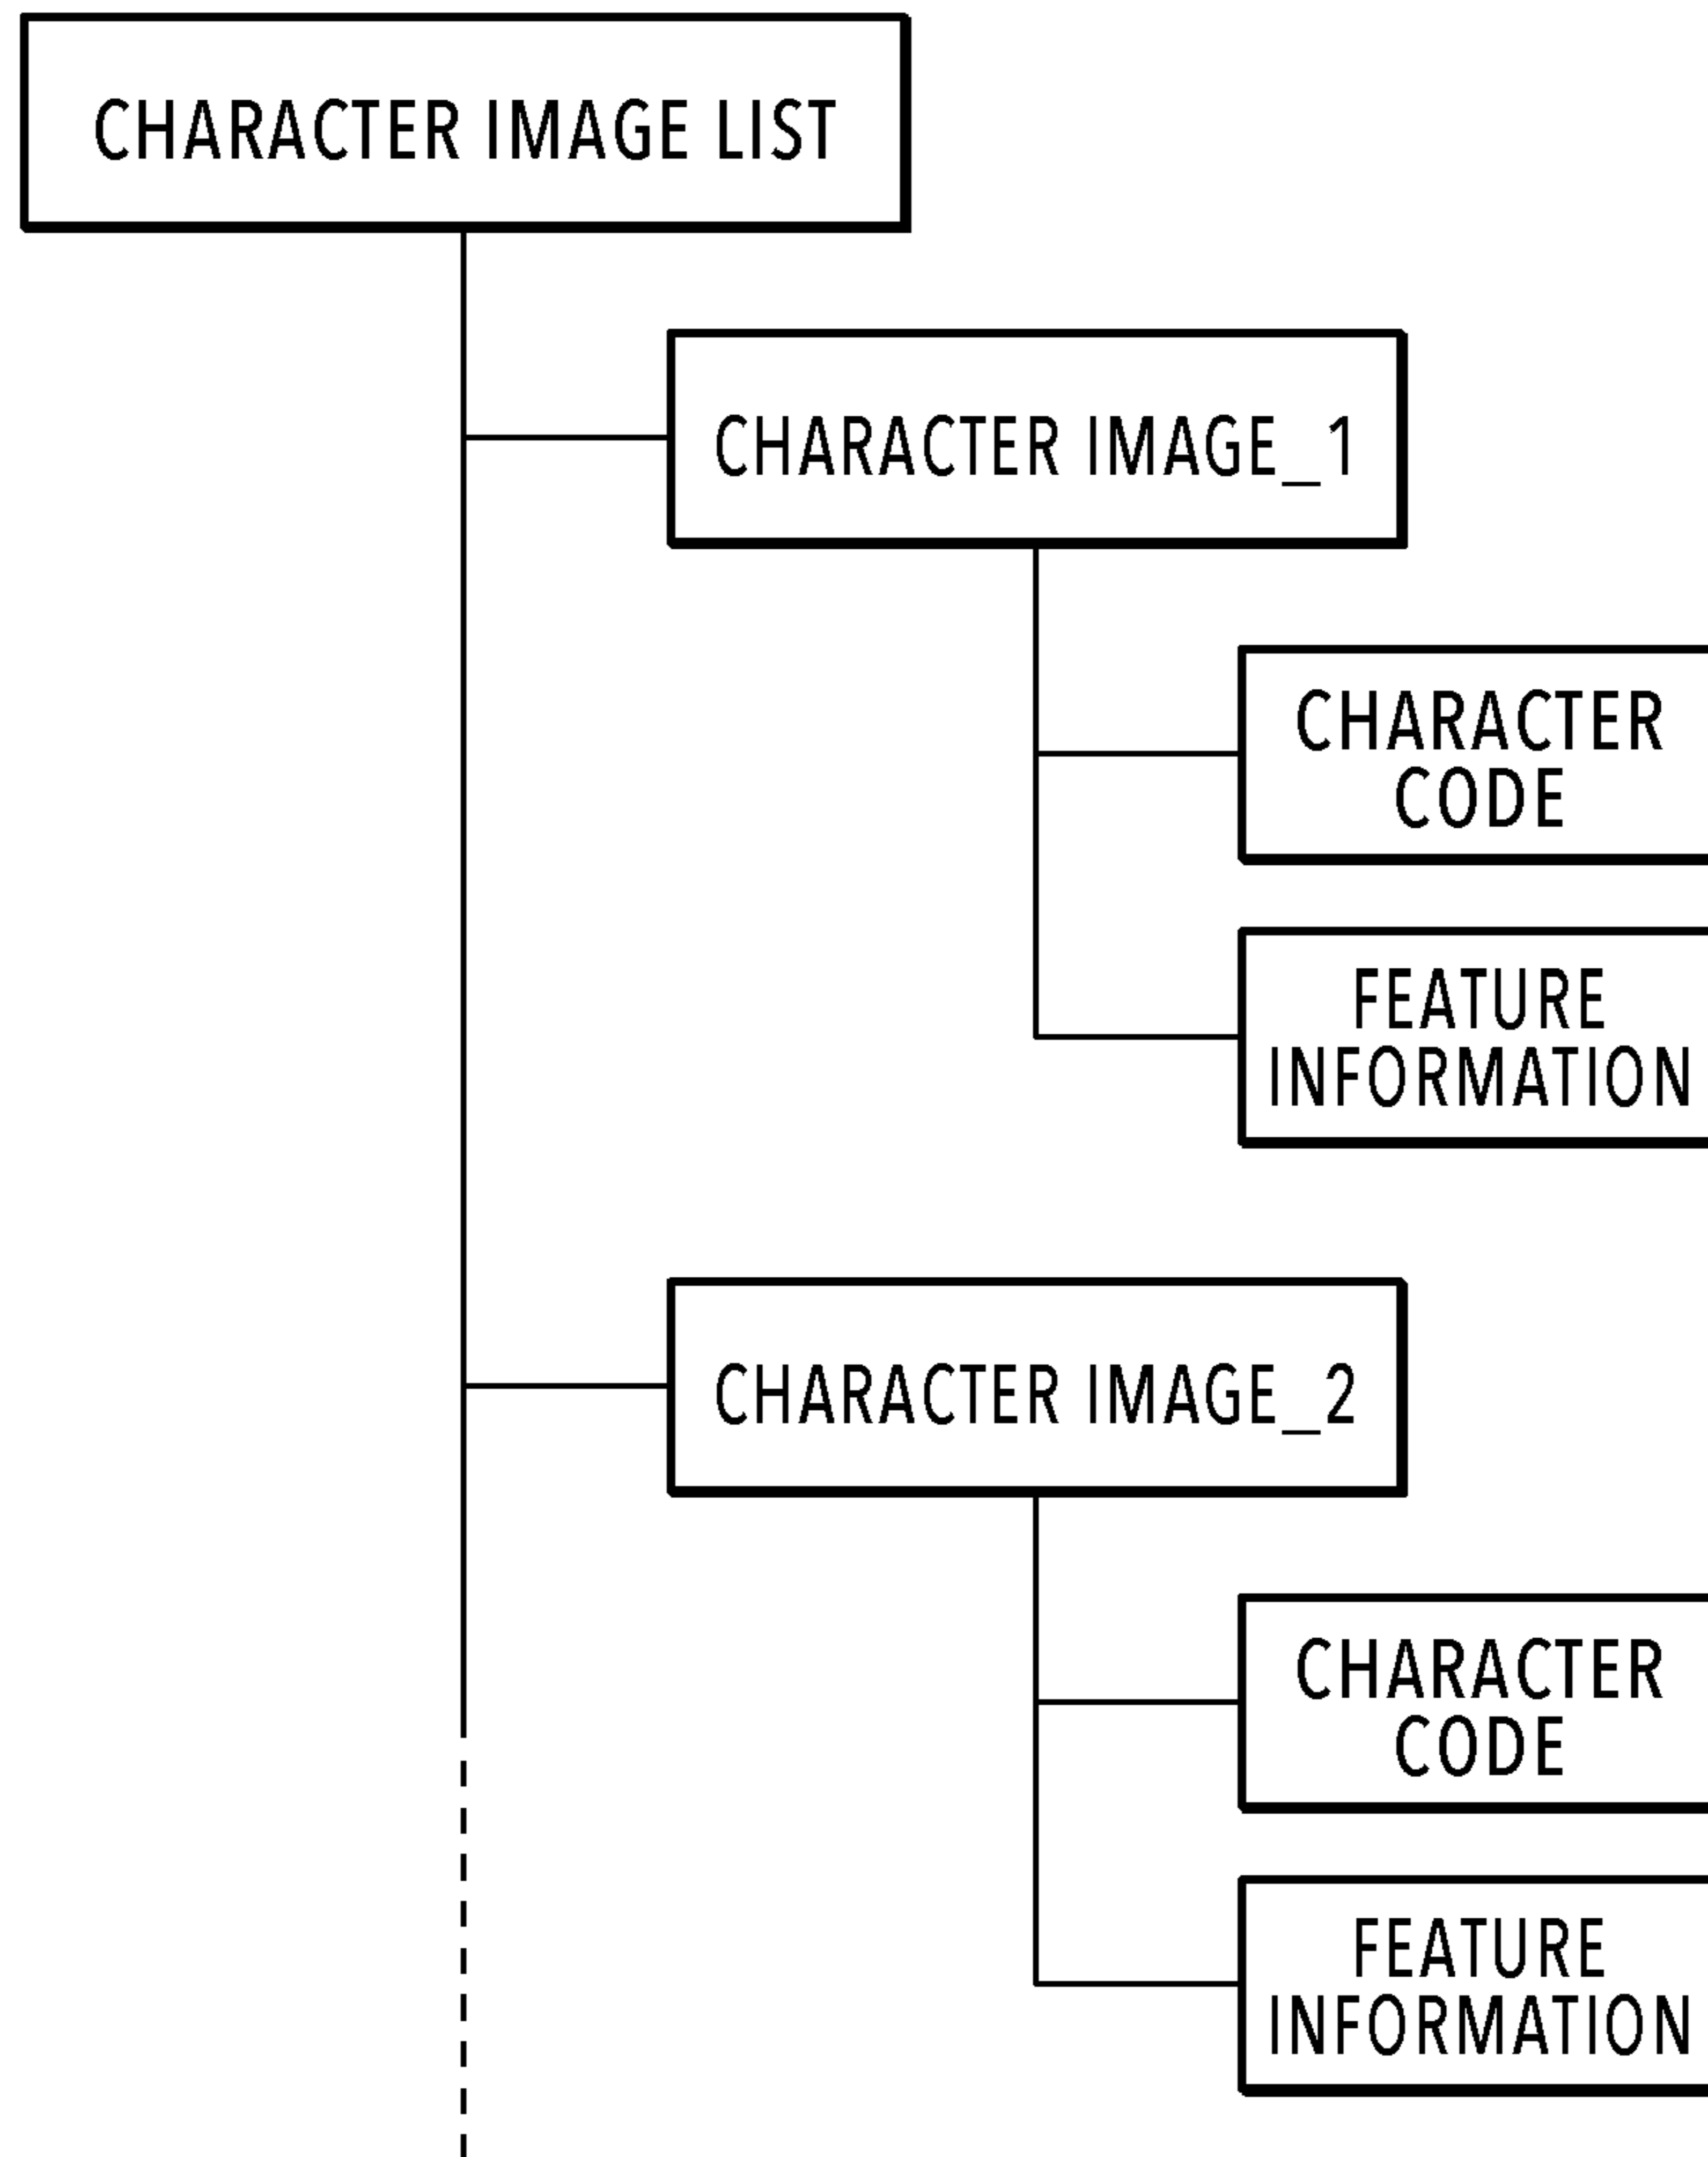 CHARACTER IMAGE LIST
CHARACTER IMAGE_1
CHARACTER
CODE
FEATURE
INFORMATION
CHARACTER IMAGE_2
CHARACTER
CODE
FEATURE
INFORMATION